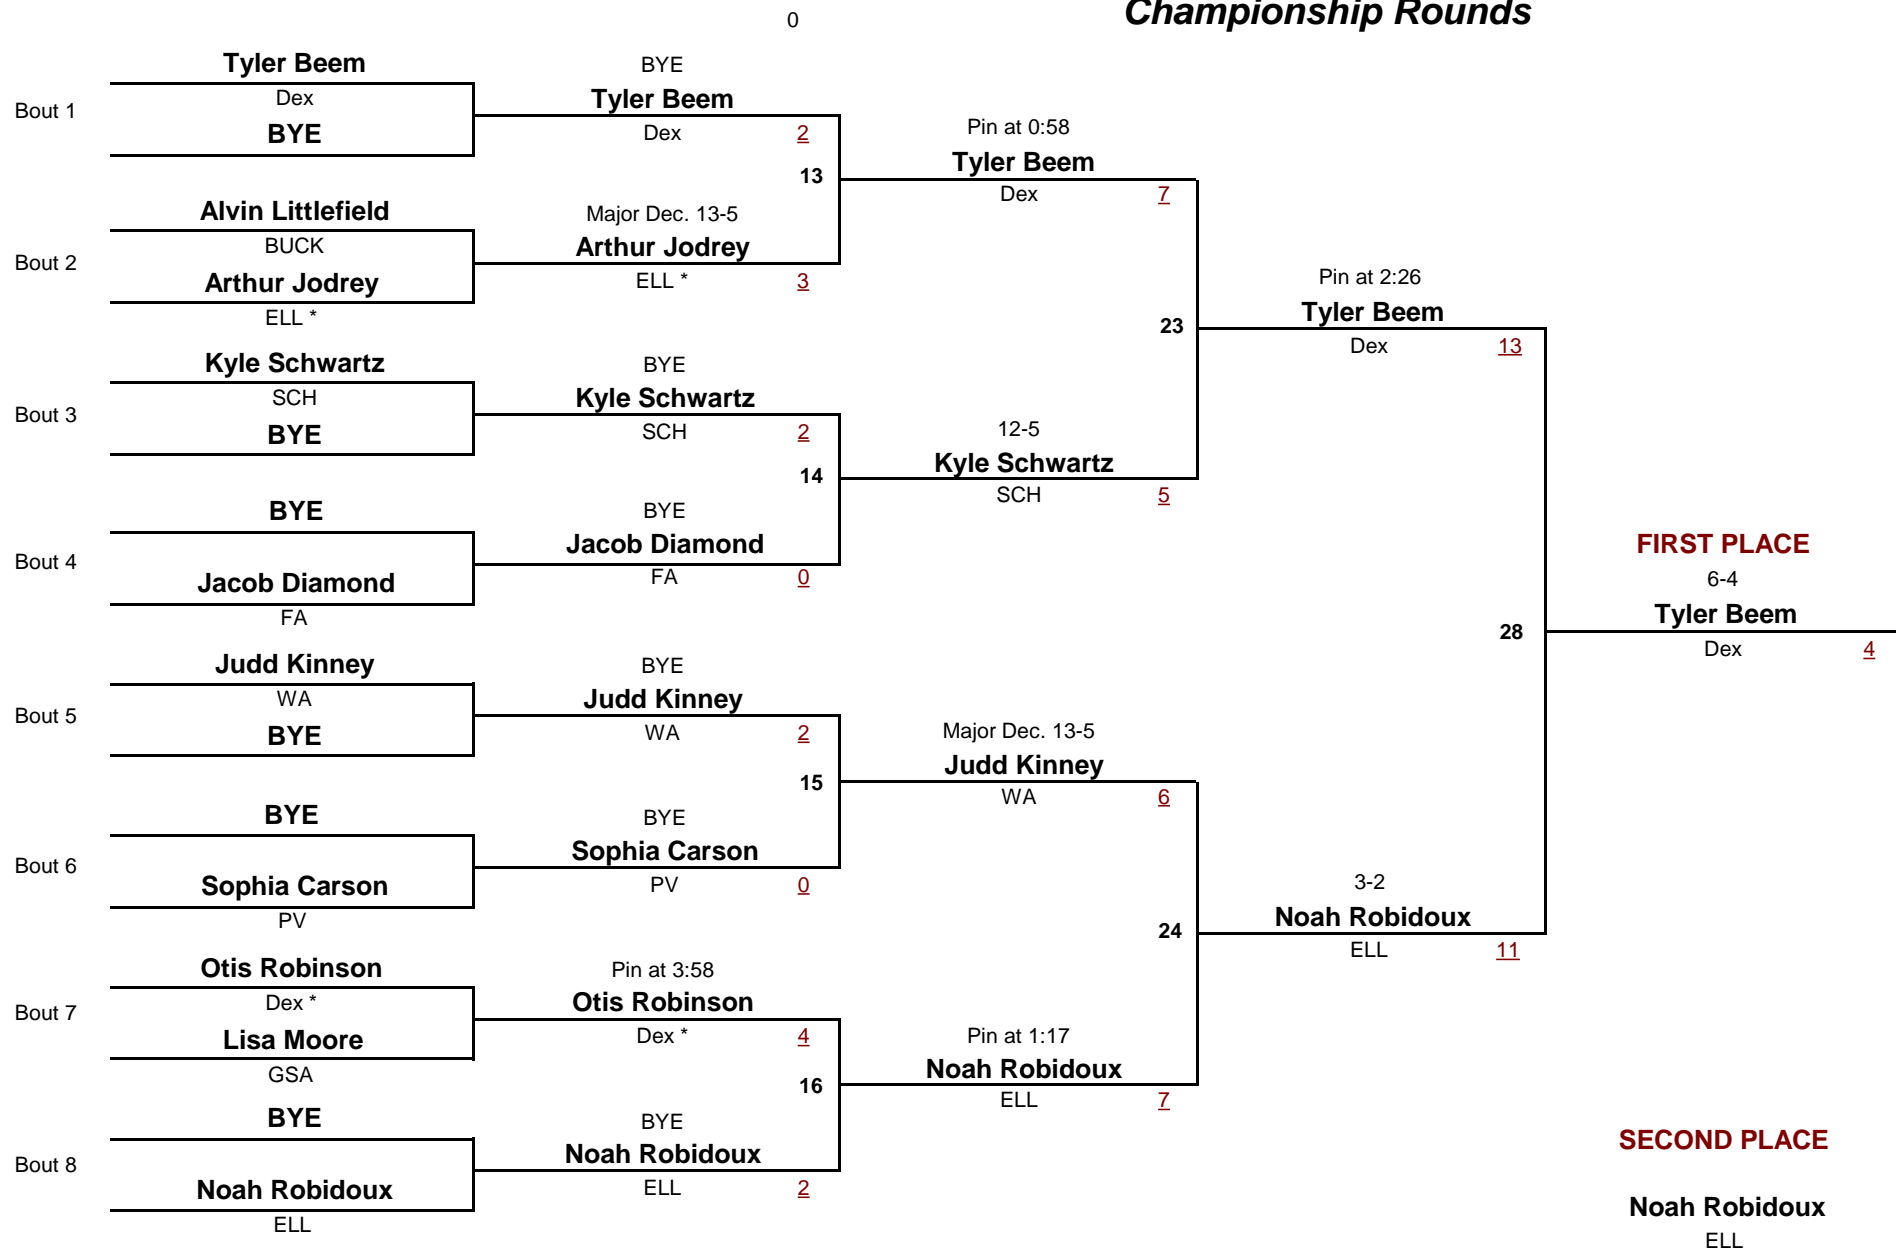 0
Championship Rounds
Bout 1
Tyler Beem
Dex
BYE
Bout 2
Alvin Littlefield
BUCK
Arthur Jodrey
ELL *
Bout 3
Kyle Schwartz
SCH
BYE
Bout 4
BYE
Jacob Diamond
FA
Bout 5
Judd Kinney
WA
BYE
Bout 6
BYE
Sophia Carson
PV
Bout 7
Otis Robinson
Dex *
Lisa Moore
GSA
Bout 8
BYE
Noah Robidoux
ELL
BYE
Tyler Beem
Dex 2
13
Major Dec. 13-5
Arthur Jodrey
ELL * 3
BYE
Kyle Schwartz
SCH 2
14
BYE
Jacob Diamond
FA 0
BYE
Judd Kinney
WA 2
15
BYE
Sophia Carson
PV 0
Pin at 3:58
Otis Robinson
Dex * 4
16
BYE
Noah Robidoux
ELL 2
Pin at 0:58
Tyler Beem
Dex 7
23
12-5
Kyle Schwartz
SCH 5
Major Dec. 13-5
Judd Kinney
WA 6
24
Pin at 1:17
Noah Robidoux
ELL 7
Pin at 2:26
Tyler Beem
Dex 13
28
3-2
Noah Robidoux
ELL 11
FIRST PLACE
6-4
Tyler Beem
Dex 4
SECOND PLACE
Noah Robidoux
ELL